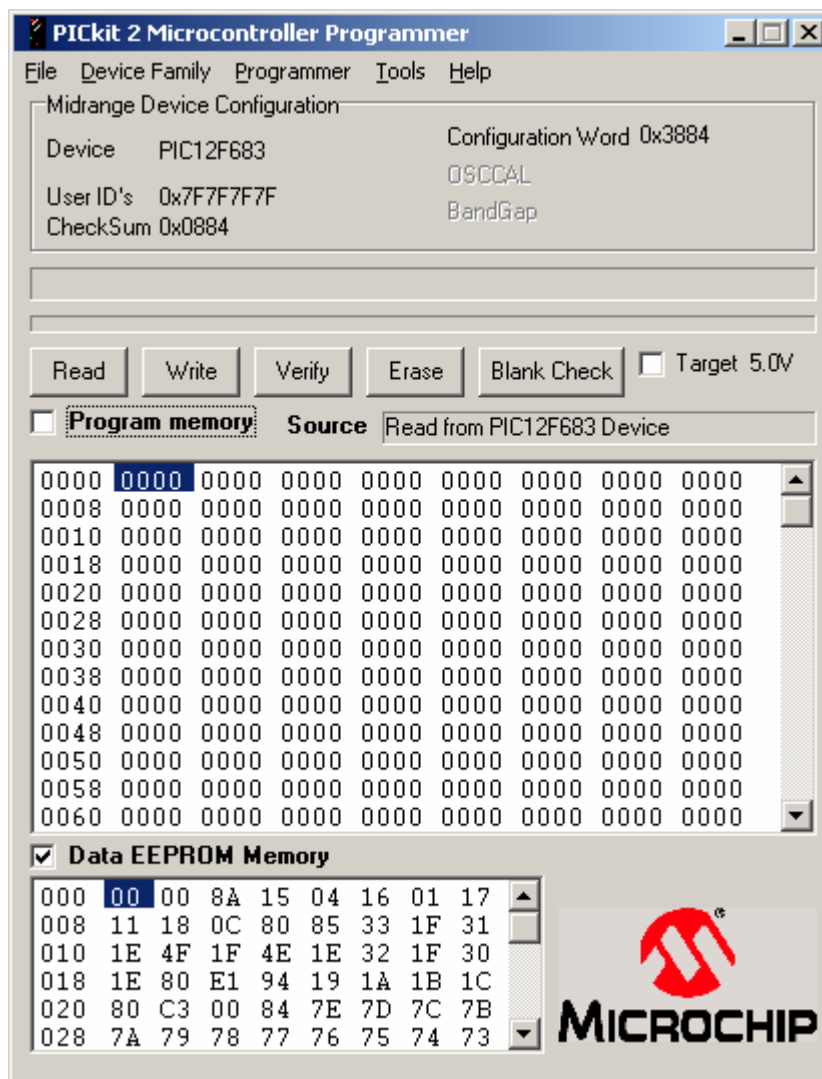 PICkit 2 Microcontroller Programmer
File Device Family Programmer Tools Help
Midrange Device Configuration
Device PIC12F683 Configuration Word 0x3884
OSCCAL
User ID's 0x7F7F7F7F
BandGap
CheckSum 0x0884
Read Write Verify Erase Blank Check Target 5.0V
Program memory Source Read from PIC12F683 Device
0000 0000 0000 0000 0000 0000 0000 0000 0000
0008 0000 0000 0000 0000 0000 0000 0000 0000
0010 0000 0000 0000 0000 0000 0000 0000 0000
0018 0000 0000 0000 0000 0000 0000 0000 0000
0020 0000 0000 0000 0000 0000 0000 0000 0000
0028 0000 0000 0000 0000 0000 0000 0000 0000
0030 0000 0000 0000 0000 0000 0000 0000 0000
0038 0000 0000 0000 0000 0000 0000 0000 0000
0040 0000 0000 0000 0000 0000 0000 0000 0000
0048 0000 0000 0000 0000 0000 0000 0000 0000
0050 0000 0000 0000 0000 0000 0000 0000 0000
0058 0000 0000 0000 0000 0000 0000 0000 0000
0060 0000 0000 0000 0000 0000 0000 0000 0000
Data EEPROM Memory
000 00 00 8A 15 04 16 01 17
008 11 18 0C 80 85 33 1F 31
010 1E 4F 1F 4E 1E 32 1F 30
018 1E 80 E1 94 19 1A 1B 1C
020 80 C3 00 84 7E 7D 7C 7B
028 7A 79 78 77 76 75 74 73
®
MICROCHIP